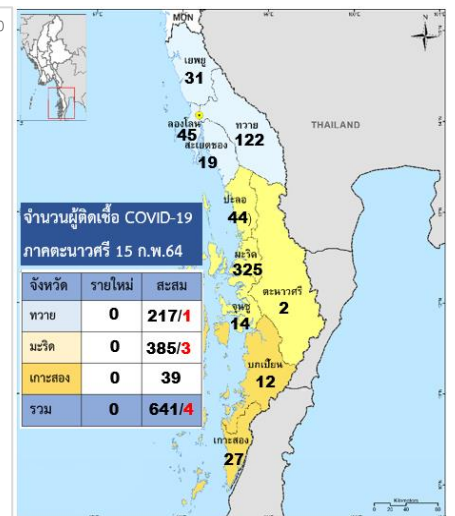 MON
N
เยพยู
31
ลองโลน
45
ทวาย
122
สะเยดชอง
19
THAILAND
ปะลอ
44
มะริด
325
ตะนาวศรี
2
จุนซู
14
บกเปี้ยน
12
เกาะสอง
27
จำนวนผู้ติดเชื้อ COVID-19
ภาคตะนาวศรี 15 ก.พ.64
จังหวัด รายใหม่ สะสม
ทวาย 0 217/1
มะริด 0 385/3
เกาะสอง 0 39
รวม 0 641/4
Kilometers